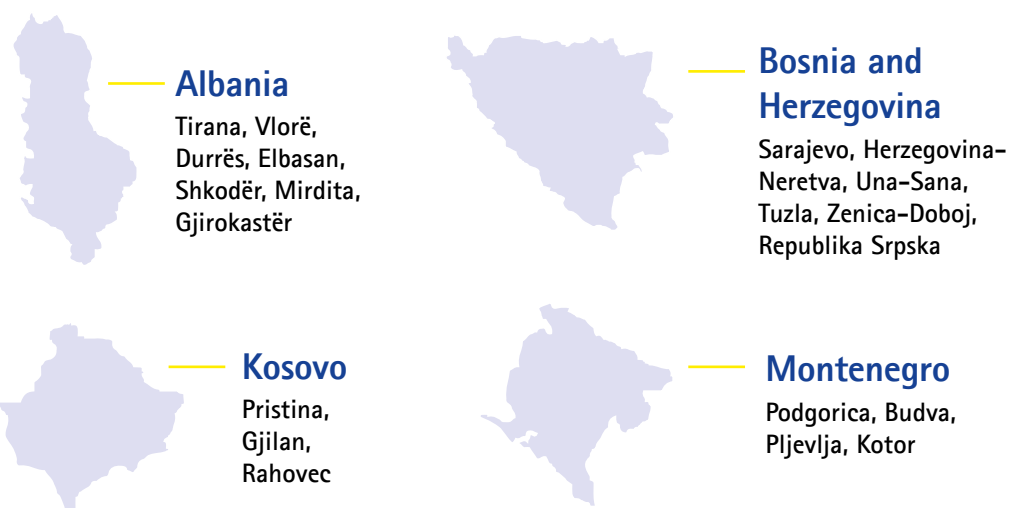 Albania
Tirana, Vlorë,
Durrës, Elbasan,
Shkodër, Mirdita,
Gjirokastër
Bosnia and
Herzegovina
Sarajevo, Herzegovina-
Neretva, Una-Sana,
Tuzla, Zenica-Doboj,
Republika Srpska
Kosovo
Pristina,
Gjilan,
Rahovec
Montenegro
Podgorica, Budva,
Pljevlja, Kotor